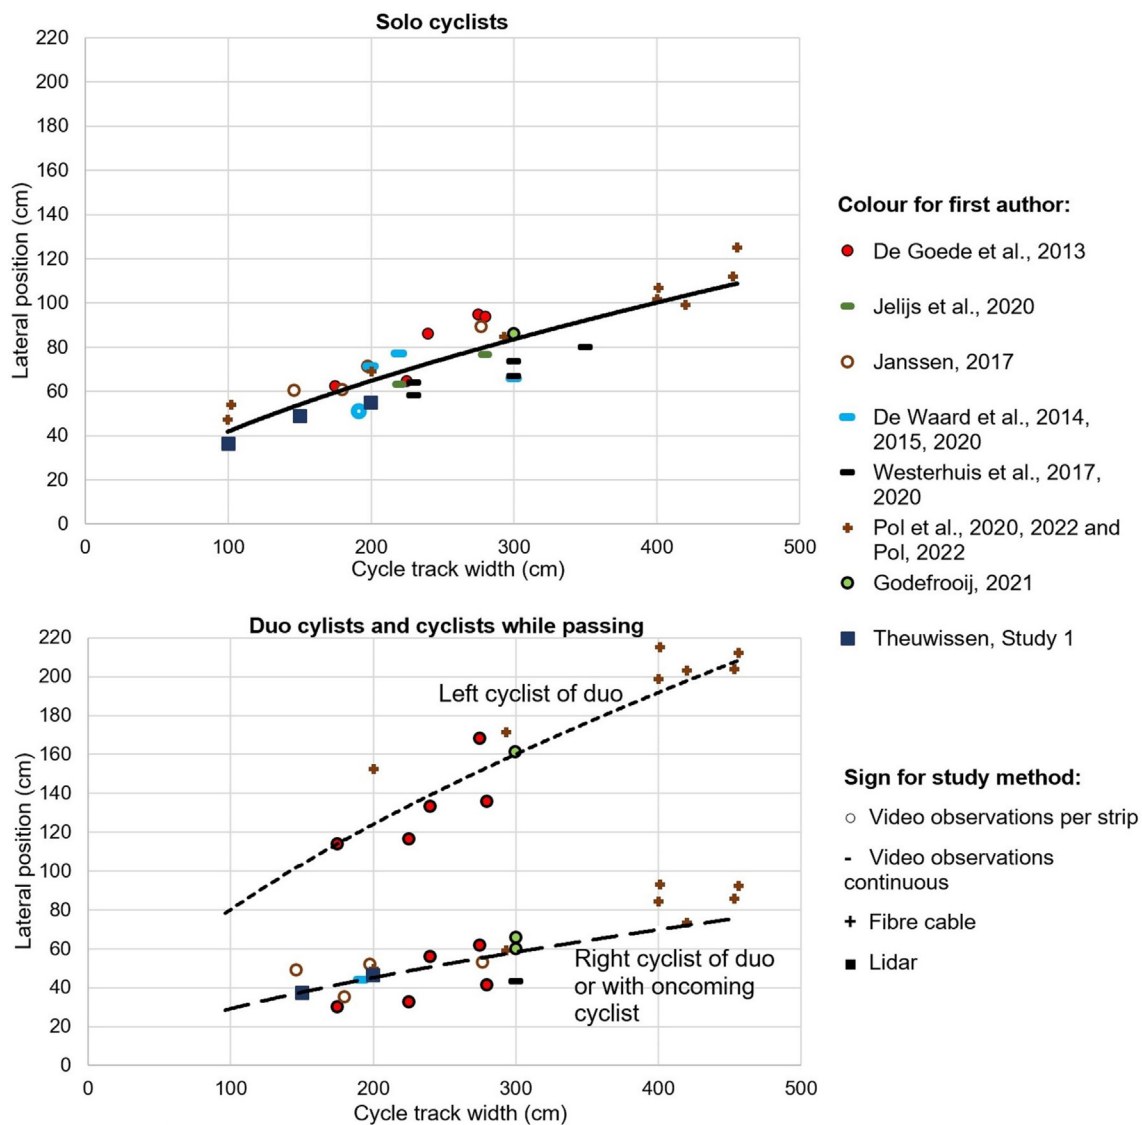 Solo cyclists
220
200
180
160
140
120
100
80
60
40
20
0
Lateral position (cm)
0 100 200 300 400 500
Cycle track width (cm)
Colour for first author:
De Goede et al., 2013
Jelijs et al., 2020
Janssen, 2017
De Waard et al., 2014,
2015, 2020
Westerhuis et al., 2017,
2020
Pol et al., 2020, 2022 and
Pol, 2022
Godefrooij, 2021
Theuwissen, Study 1
Duo cylists and cyclists while passing
220
200
180
160
140
120
100
80
60
40
20
0
Lateral position (cm)
Left cyclist of duo
Right cyclist of duo
or with oncoming
cyclist
0 100 200 300 400 500
Cycle track width (cm)
Sign for study method:
Video observations per strip
Video observations
continuous
Fibre cable
Lidar